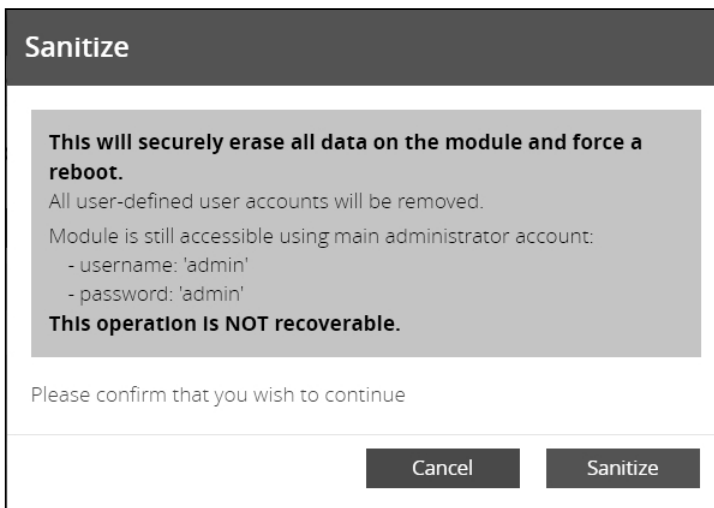 Sanitize
This will securely erase all data on the module and force a
reboot.
All user-defined user accounts will be removed.
Module is still accessible using main administrator account:
- username: 'admin'
- password: 'admin'
This operation is NOT recoverable.
Please confirm that you wish to continue
Cancel Sanitize